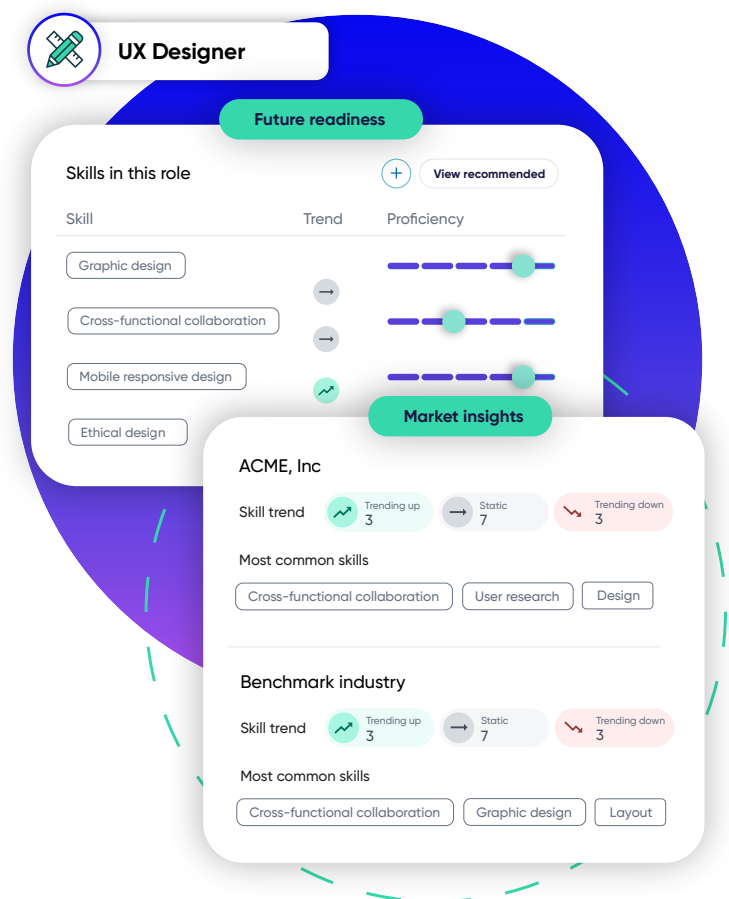 UX Designer
Future readiness
Skills in this role
+ View recommended
Skill Trend Proficiency
Graphic design
Cross-functional collaboration
Mobile responsive design
Ethical design
Market insights
ACME, Inc
Skill trend Trending up 3 Static 7 Trending down 3
Most common skills
Cross-functional collaboration User research Design
Benchmark industry
Skill trend Trending up 3 Static 7 Trending down 3
Most common skills
Cross-functional collaboration Graphic design Layout